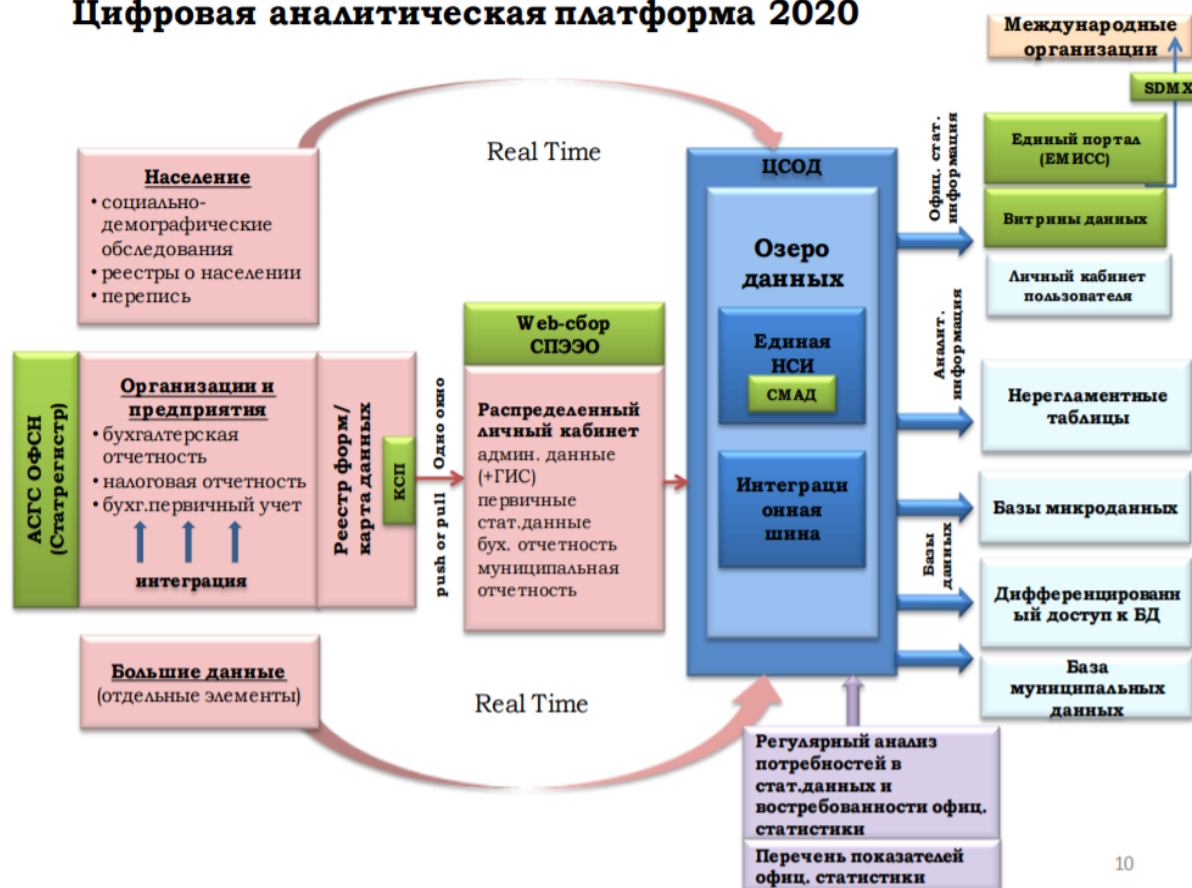 Цифровая аналитическая платформа 2020
Международные
организации
SDMX
Real Time
Население
• социально-
демографические
обследования
• реестры о населении
• перепись
АСГС ОФСН
(Статрегистр)
Организации и
предприятия
• бухгалтерская
отчетность
• налоговая отчетность
• бухг.первичный учет
интеграция
Реестр форм/
карта данных
КСП
push or pull Одно окно
Большие данные
(отдельные элементы)
Web-сбор
СПЭЭО
Распределенный
личный кабинет
админ. данные
(+ГИС)
первичные
стат.данные
бух. отчетность
муниципальная
отчетность
Real Time
ЦСОД
Озеро
данных
Единая
НСИ
СМАД
Интеграци
онная
шина
Офиц. стат.
информация
Аналит.
информация
Базы
данных
Единый портал
(ЕМИСС)
Витрины данных
Личный кабинет
пользователя
Нерегламентные
таблицы
Базы микроданных
Дифференцированн
ый доступ к БД
База
муниципальных
данных
Регулярный анализ
потребностей в
стат.данных и
востребованности офиц.
статистики
Перечень показателей
офиц. статистики
10